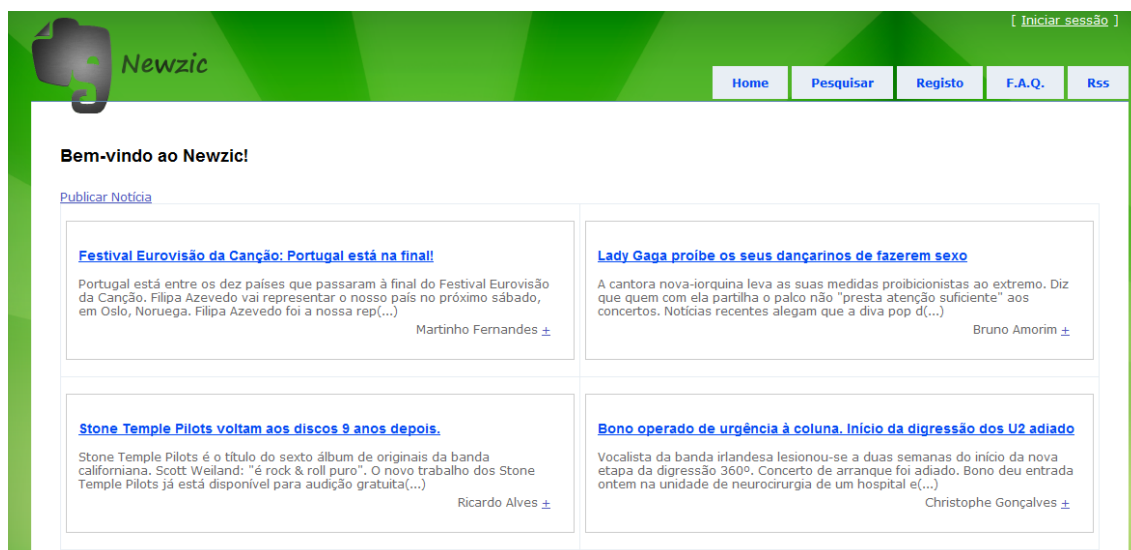 [ Iniciar sessão ]
Newzic
Home
Pesquisar
Registo
F.A.Q.
Rss
Bem-vindo ao Newzic!
Publicar Notícia
Festival Eurovisão da Canção: Portugal está na final!
Portugal está entre os dez países que passaram à final do Festival Eurovisão
da Canção. Filipa Azevedo vai representar o nosso país no próximo sábado,
em Oslo, Noruega. Filipa Azevedo foi a nossa rep(...)
Martinho Fernandes +
Lady Gaga proíbe os seus dançarinos de fazerem sexo
A cantora nova-iorquina leva as suas medidas proibicionistas ao extremo. Diz
que quem com ela partilha o palco não "presta atenção suficiente" aos
concertos. Notícias recentes alegam que a diva pop d(...)
Bruno Amorim +
Stone Temple Pilots voltam aos discos 9 anos depois.
Stone Temple Pilots é o título do sexto álbum de originais da banda
californiana. Scott Weiland: "é rock & roll puro". O novo trabalho dos Stone
Temple Pilots já está disponível para audição gratuita(...)
Ricardo Alves +
Bono operado de urgência à coluna. Início da digressão dos U2 adiado
Vocalista da banda irlandesa lesionou-se a duas semanas do início da nova
etapa da digressão 360º. Concerto de arranque foi adiado. Bono deu entrada
ontem na unidade de neurocirurgia de um hospital e(...)
Christophe Gonçalves +